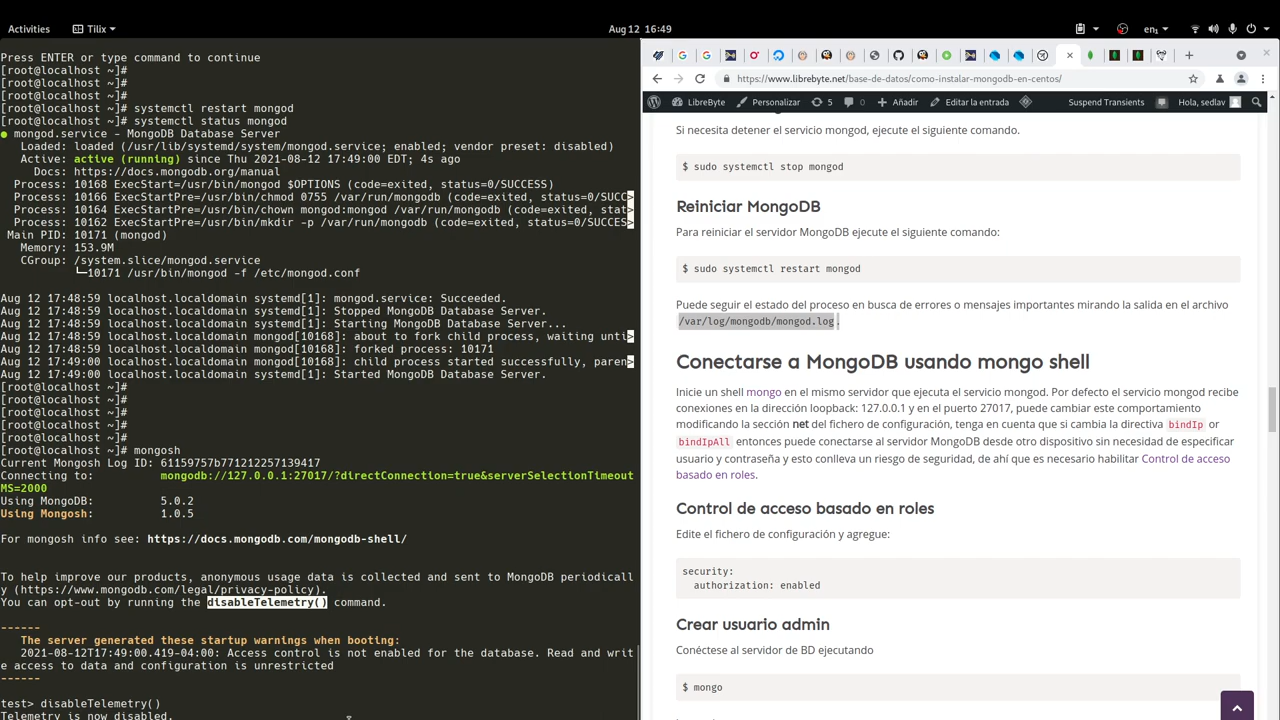 Activities
Tilix
Aug 12 16:49
en₁
Press ENTER or type command to continue
[root@localhost ~]#
[root@localhost ~]#
[root@localhost ~]#
[root@localhost ~]# systemctl restart mongod
[root@localhost ~]# systemctl status mongod
● mongod.service - MongoDB Database Server
Loaded: loaded (/usr/lib/systemd/system/mongod.service; enabled; vendor preset: disabled)
Active: active (running) since Thu 2021-08-12 17:49:00 EDT; 4s ago
Docs: https://docs.mongodb.org/manual
Process: 10168 ExecStart=/usr/bin/mongod $OPTIONS (code=exited, status=0/SUCCESS)
Process: 10166 ExecStartPre=/usr/bin/chmod 0755 /var/run/mongodb (code=exited, status=0/SUCC>
Process: 10164 ExecStartPre=/usr/bin/chown mongod:mongod /var/run/mongodb (code=exited, stat>
Process: 10162 ExecStartPre=/usr/bin/mkdir -p /var/run/mongodb (code=exited, status=0/SUCCES>
Main PID: 10171 (mongod)
Memory: 153.9M
CGroup: /system.slice/mongod.service
└─10171 /usr/bin/mongod -f /etc/mongod.conf
Aug 12 17:48:59 localhost.localdomain systemd[1]: mongod.service: Succeeded.
Aug 12 17:48:59 localhost.localdomain systemd[1]: Stopped MongoDB Database Server.
Aug 12 17:48:59 localhost.localdomain systemd[1]: Starting MongoDB Database Server...
Aug 12 17:48:59 localhost.localdomain mongod[10168]: about to fork child process, waiting unti>
Aug 12 17:48:59 localhost.localdomain mongod[10168]: forked process: 10171
Aug 12 17:49:00 localhost.localdomain mongod[10168]: child process started successfully, paren>
Aug 12 17:49:00 localhost.localdomain systemd[1]: Started MongoDB Database Server.
[root@localhost ~]#
[root@localhost ~]#
[root@localhost ~]#
[root@localhost ~]#
[root@localhost ~]#
[root@localhost ~]# mongosh
Current Mongosh Log ID: 61159757b771212257139417
Connecting to: mongodb://127.0.0.1:27017/?directConnection=true&serverSelectionTimeout
MS=2000
Using MongoDB: 5.0.2
Using Mongosh: 1.0.5
For mongosh info see: https://docs.mongodb.com/mongodb-shell/
To help improve our products, anonymous usage data is collected and sent to MongoDB periodicall
y (https://www.mongodb.com/legal/privacy-policy).
You can opt-out by running the disableTelemetry() command.
------
The server generated these startup warnings when booting:
2021-08-12T17:49:00.419-04:00: Access control is not enabled for the database. Read and writ
e access to data and configuration is unrestricted
------
test> disableTelemetry()
Telemetry is now disabled.
https://www.librebyte.net/base-de-datos/como-instalar-mongodb-en-centos/
LibreByte
Personalizar
5
0
Añadir
Editar la entrada
Suspend Transients
Hola, sedlav
Si necesita detener el servicio mongod, ejecute el siguiente comando.
$ sudo systemctl stop mongod
Reiniciar MongoDB
Para reiniciar el servidor MongoDB ejecute el siguiente comando:
$ sudo systemctl restart mongod
Puede seguir el estado del proceso en busca de errores o mensajes importantes mirando la salida en el archivo
/var/log/mongodb/mongod.log .
Conectarse a MongoDB usando mongo shell
Inicie un shell mongo en el mismo servidor que ejecuta el servicio mongod. Por defecto el servicio mongod recibe
conexiones en la dirección loopback: 127.0.0.1 y en el puerto 27017, puede cambiar este comportamiento
modificando la sección net del fichero de configuración, tenga en cuenta que si cambia la directiva bindIp or
bindIpAll entonces puede conectarse al servidor MongoDB desde otro dispositivo sin necesidad de especificar
usuario y contraseña y esto conlleva un riesgo de seguridad, de ahí que es necesario habilitar Control de acceso
basado en roles.
Control de acceso basado en roles
Edite el fichero de configuración y agregue:
security:
authorization: enabled
Crear usuario admin
Conéctese al servidor de BD ejecutando
$ mongo